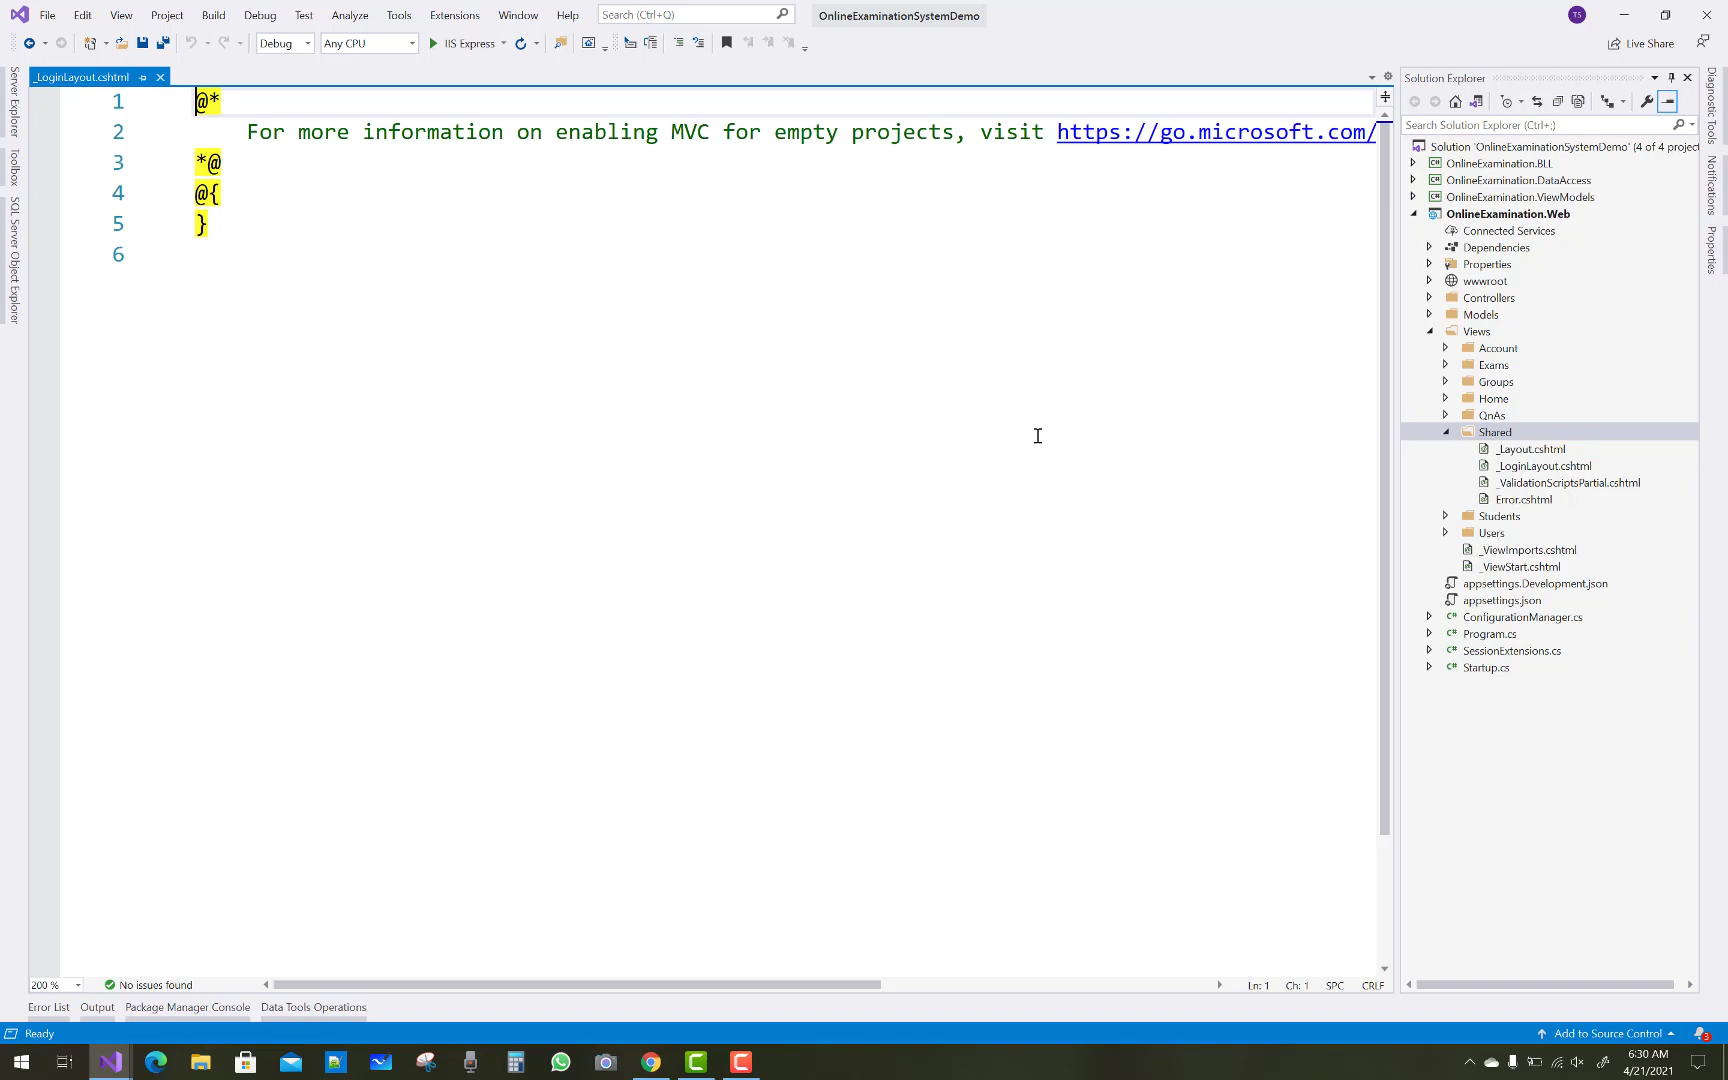 File Edit View Project Build Debug Test Analyze Tools Extensions Window Help Search (Ctrl+Q) OnlineExaminationSystemDemo TS
Debug Any CPU IIS Express Live Share
_LoginLayout.cshtml
1 @*
2 For more information on enabling MVC for empty projects, visit https://go.microsoft.com/
3 *@
4 @{
5 }
6
Server Explorer
Toolbox
SQL Server Object Explorer
Solution Explorer
Search Solution Explorer (Ctrl+;)
Solution 'OnlineExaminationSystemDemo' (4 of 4 project
OnlineExamination.BLL
OnlineExamination.DataAccess
OnlineExamination.ViewModels
OnlineExamination.Web
Connected Services
Dependencies
Properties
wwwroot
Controllers
Models
Views
Account
Exams
Groups
Home
QnAs
Shared
_Layout.cshtml
_LoginLayout.cshtml
_ValidationScriptsPartial.cshtml
Error.cshtml
Students
Users
_ViewImports.cshtml
_ViewStart.cshtml
appsettings.Development.json
appsettings.json
ConfigurationManager.cs
Program.cs
SessionExtensions.cs
Startup.cs
Diagnostic Tools
Notifications
Properties
200 % No issues found Ln: 1 Ch: 1 SPC CRLF
Error List Output Package Manager Console Data Tools Operations
Ready Add to Source Control 3
6:30 AM
4/21/2021